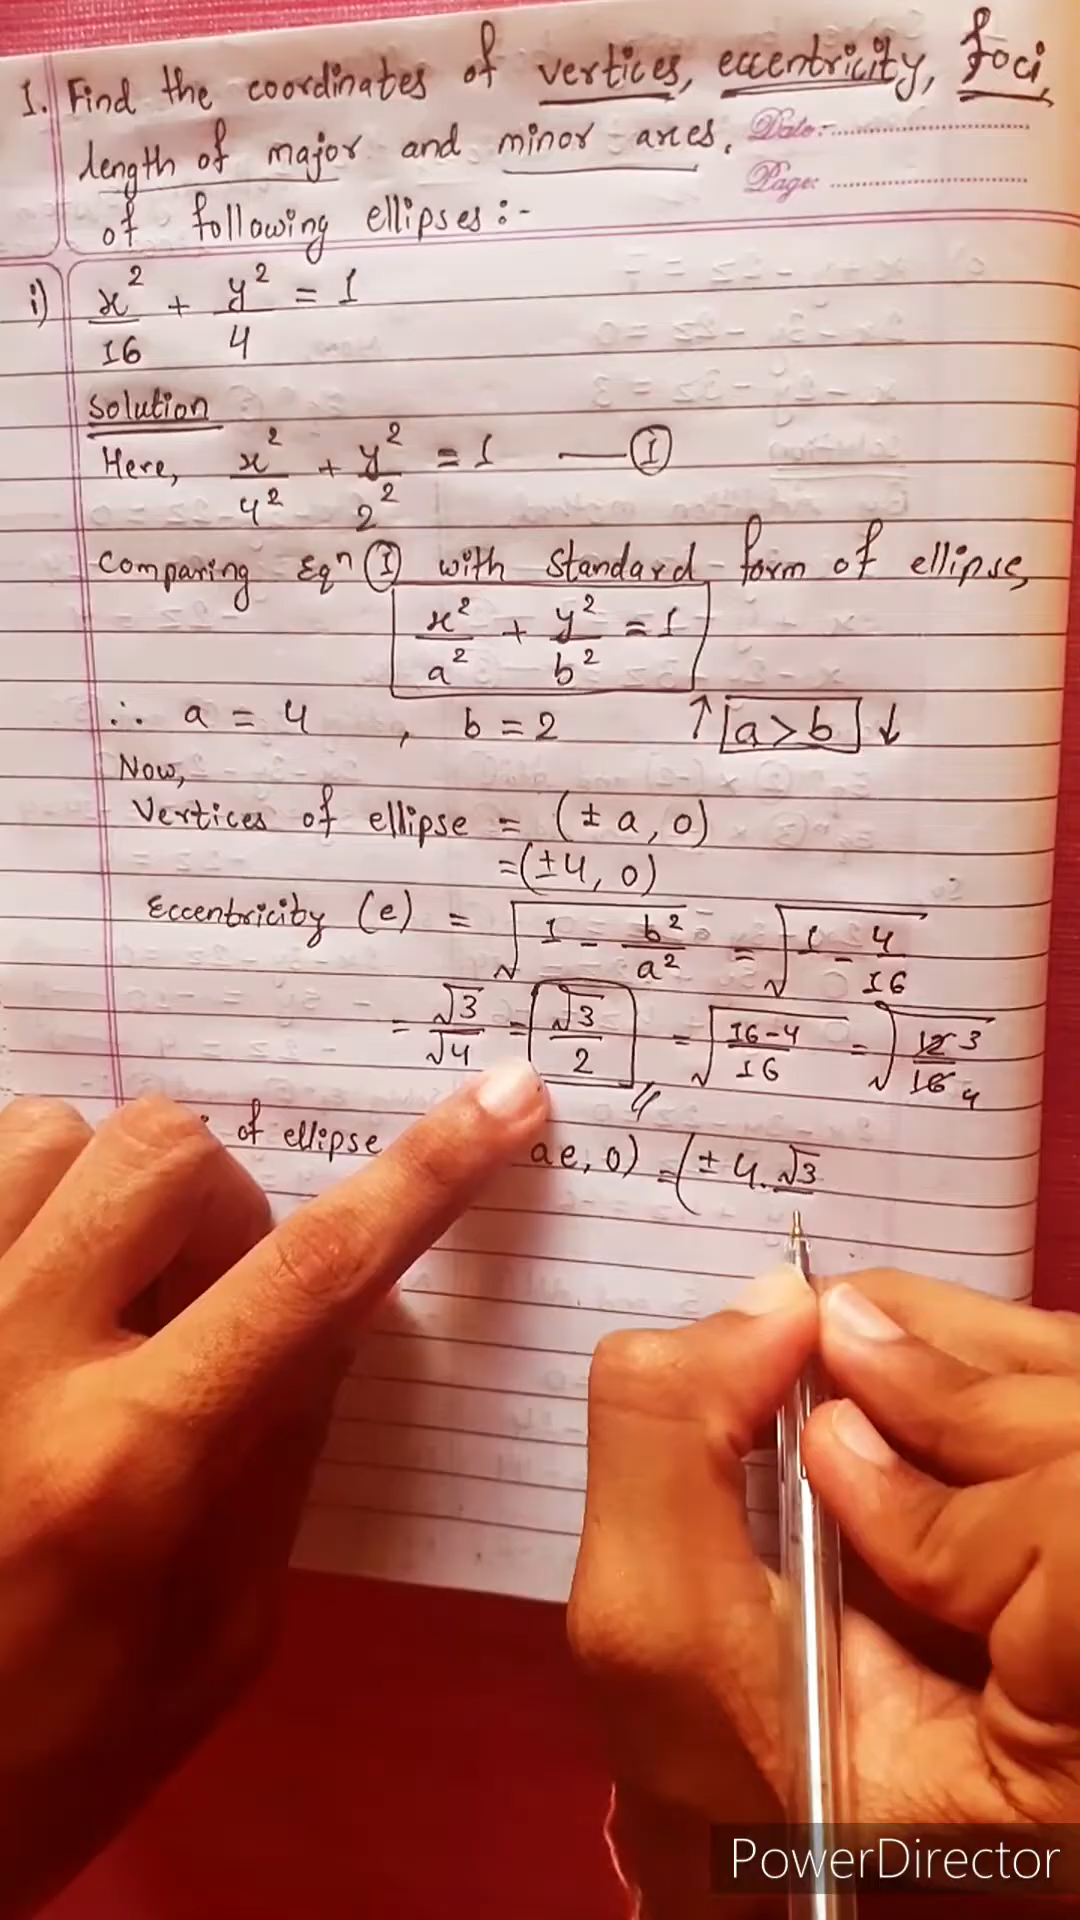 1. Find the coordinates of vertices, eccentricity, foci,
length of major and minor axes.
Date:-
Page:
of following ellipses:-
i) x²/16 + y²/4 = 1
Solution
Here, x²/4² + y²/2² = 1 — (I)
Comparing Eqⁿ (I) with standard form of ellipse,
x²/a² + y²/b² = 1
∴ a = 4 , b = 2 ↑ [a>b] ↓
Now,
Vertices of ellipse = (± a, 0)
= (±4, 0)
Eccentricity (e) = √(1 - b²/a²) = √(1 - 4/16)
= √3/√4 = √3/2 = √((16-4)/16) = √(12/16) 3 4
of ellipse ae, 0) = (± 4.√3
PowerDirector